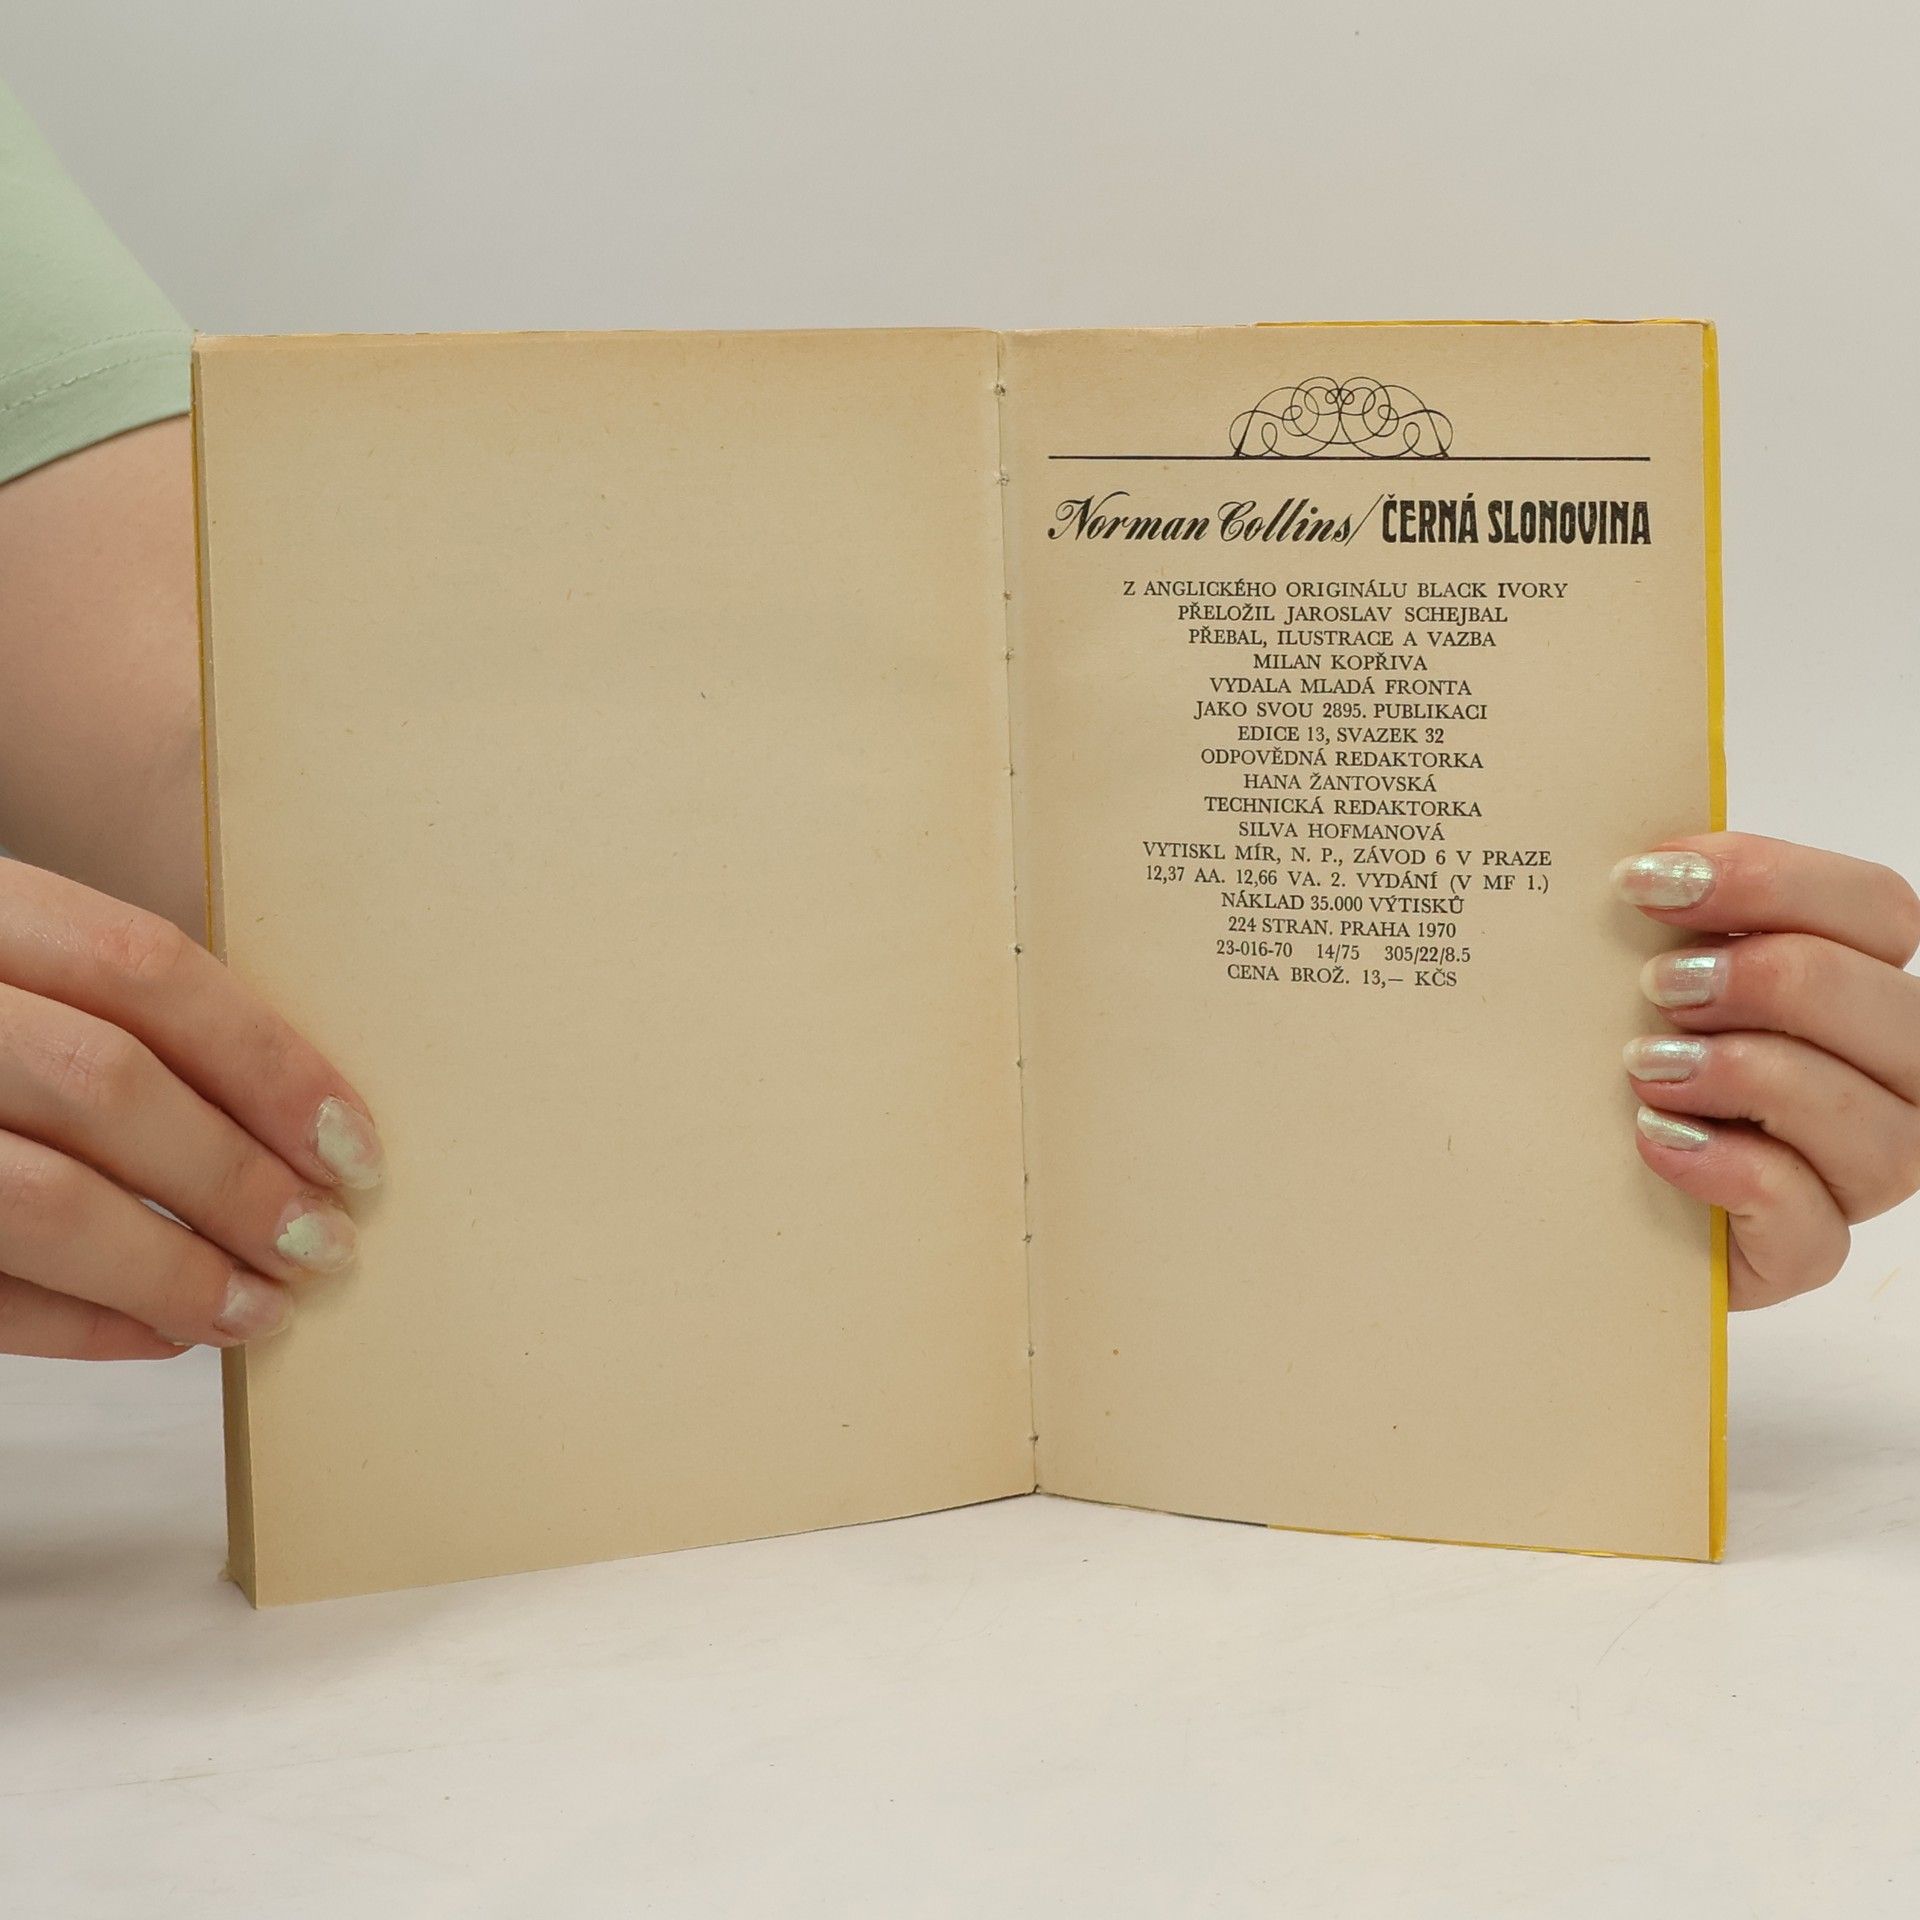 Norman Collins/ ČERNÁ SLONOVINA
Z ANGLICKÉHO ORIGINÁLU BLACK IVORY
PŘELOŽIL JAROSLAV SCHEJBAL
PŘEBAL, ILUSTRACE A VAZBA
MILAN KOPŘIVA
VYDALA MLADÁ FRONTA
JAKO SVOU 2895. PUBLIKACI
EDICE 13, SVAZEK 32
ODPOVĚDNÁ REDAKTORKA
HANA ŽANTOVSKÁ
TECHNICKÁ REDAKTORKA
SILVA HOFMANOVÁ
VYTISKL MÍR, N. P., ZÁVOD 6 V PRAZE
12,37 AA. 12,66 VA. 2. VYDÁNÍ (V MF 1.)
NÁKLAD 35.000 VÝTISKŮ
224 STRAN. PRAHA 1970
23-016-70 14/75 305/22/8.5
CENA BROŽ. 13,— KČS